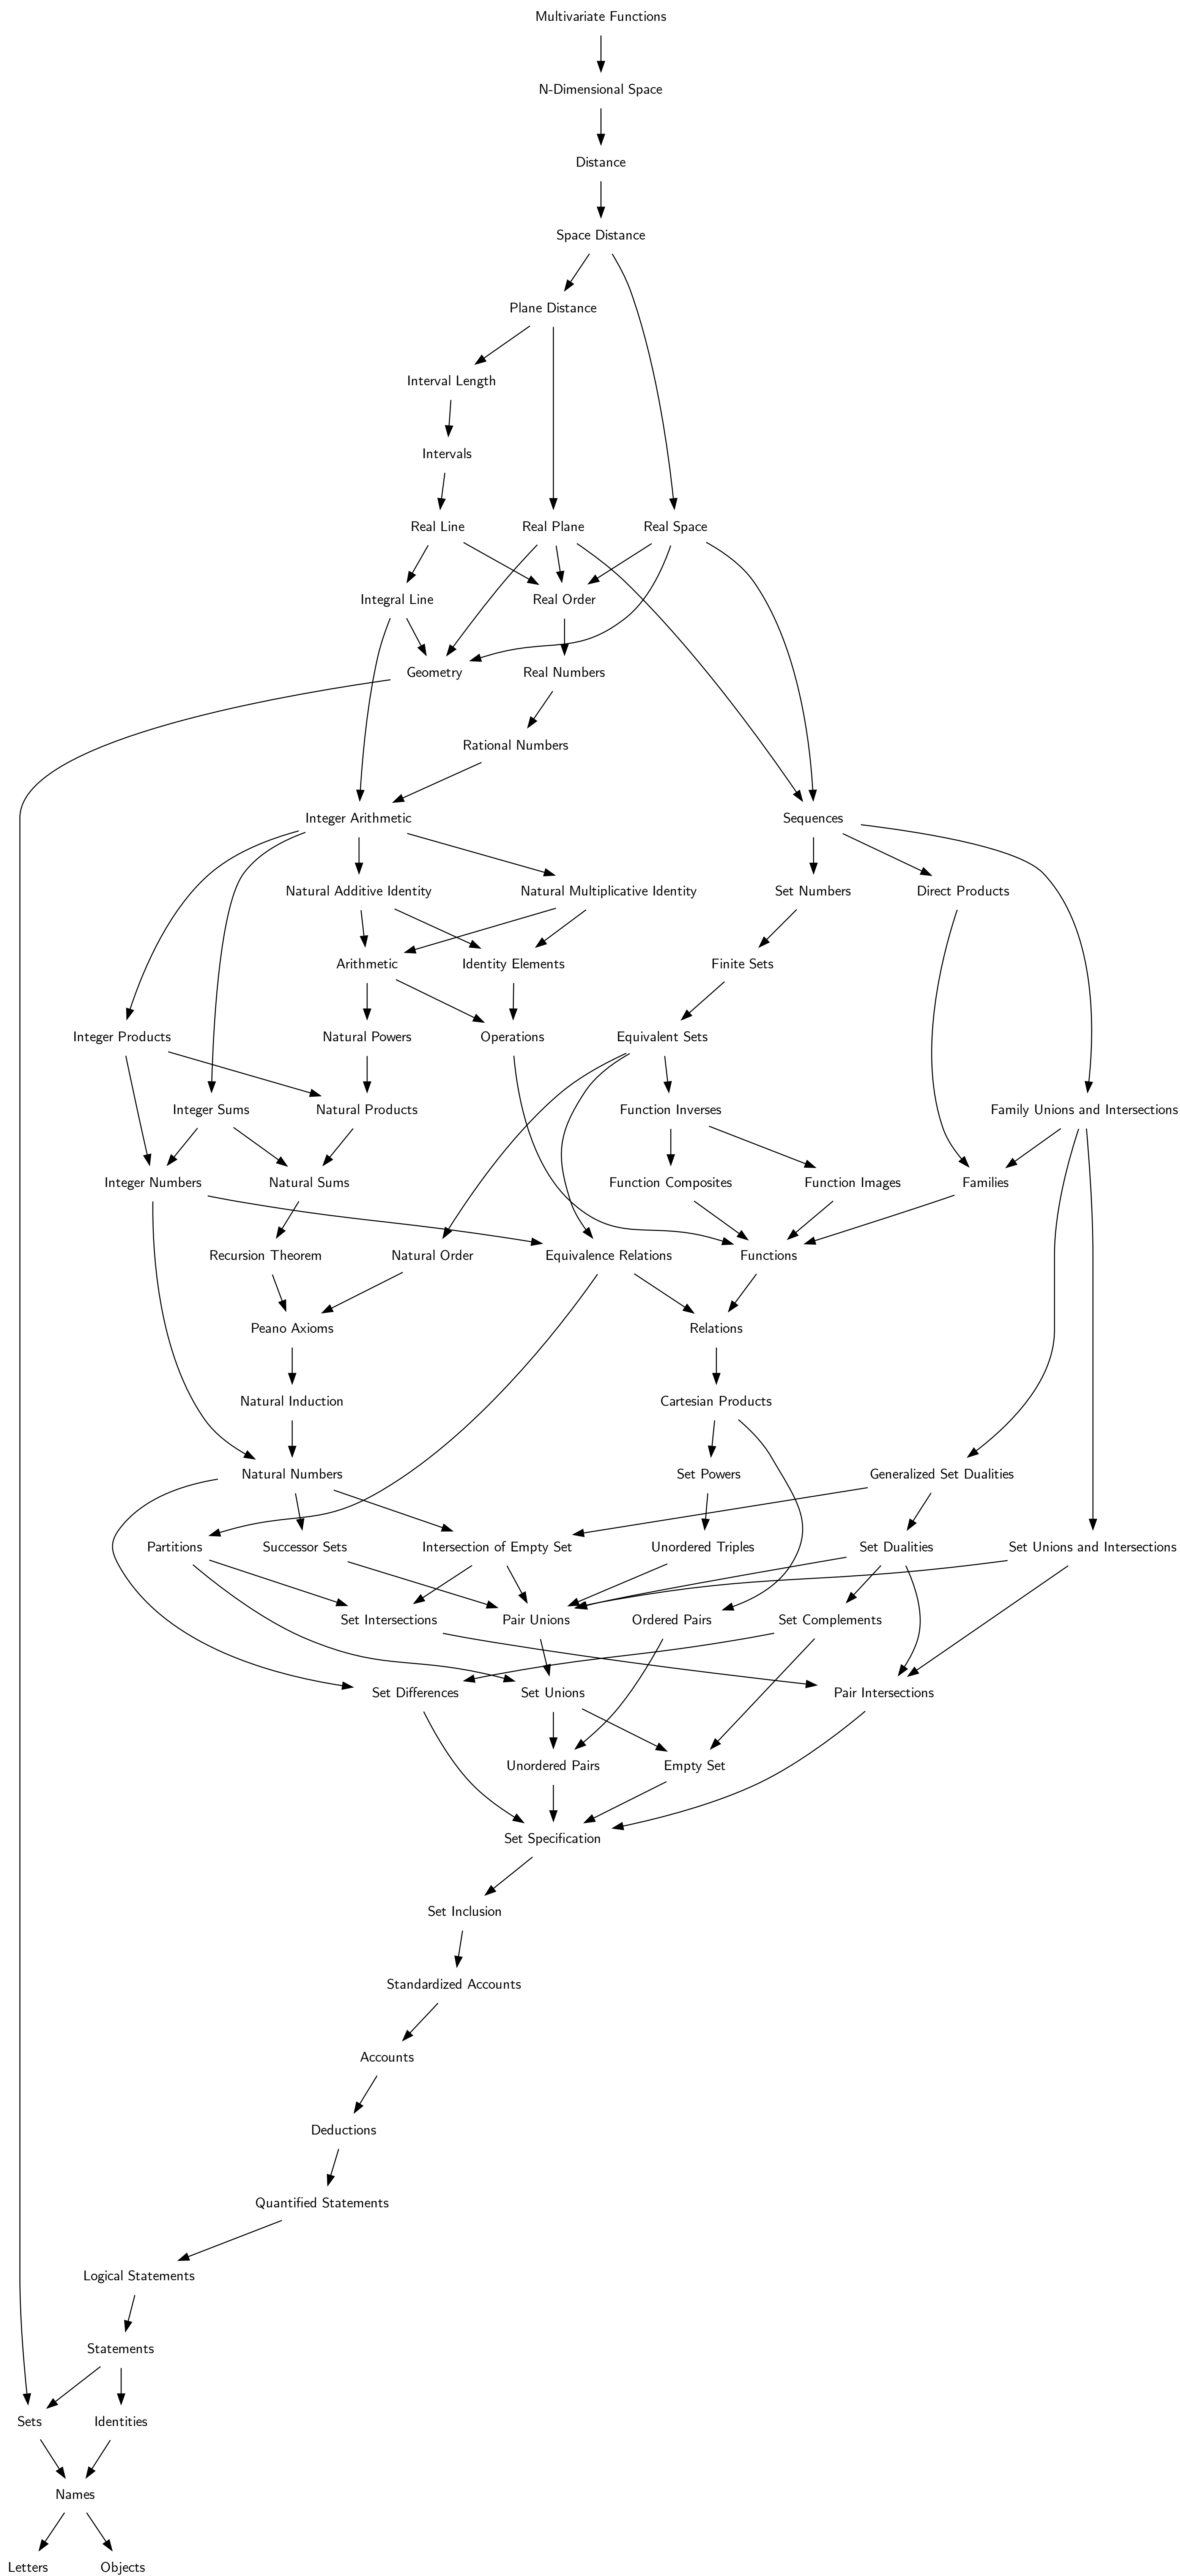 Multivariate Functions
N-Dimensional Space
Distance
Space Distance
Plane Distance
Interval Length
Intervals
Real Line
Real Plane
Real Space
Integral Line
Real Order
Geometry
Real Numbers
Rational Numbers
Integer Arithmetic
Sequences
Natural Additive Identity
Natural Multiplicative Identity
Set Numbers
Direct Products
Arithmetic
Identity Elements
Finite Sets
Integer Products
Natural Powers
Operations
Equivalent Sets
Integer Sums
Natural Products
Function Inverses
Family Unions and Intersections
Integer Numbers
Natural Sums
Function Composites
Function Images
Families
Recursion Theorem
Natural Order
Equivalence Relations
Functions
Peano Axioms
Relations
Natural Induction
Cartesian Products
Natural Numbers
Set Powers
Generalized Set Dualities
Partitions
Successor Sets
Intersection of Empty Set
Unordered Triples
Set Dualities
Set Unions and Intersections
Set Intersections
Pair Unions
Ordered Pairs
Set Complements
Set Differences
Set Unions
Pair Intersections
Unordered Pairs
Empty Set
Set Specification
Set Inclusion
Standardized Accounts
Accounts
Deductions
Quantified Statements
Logical Statements
Statements
Sets
Identities
Names
Letters
Objects